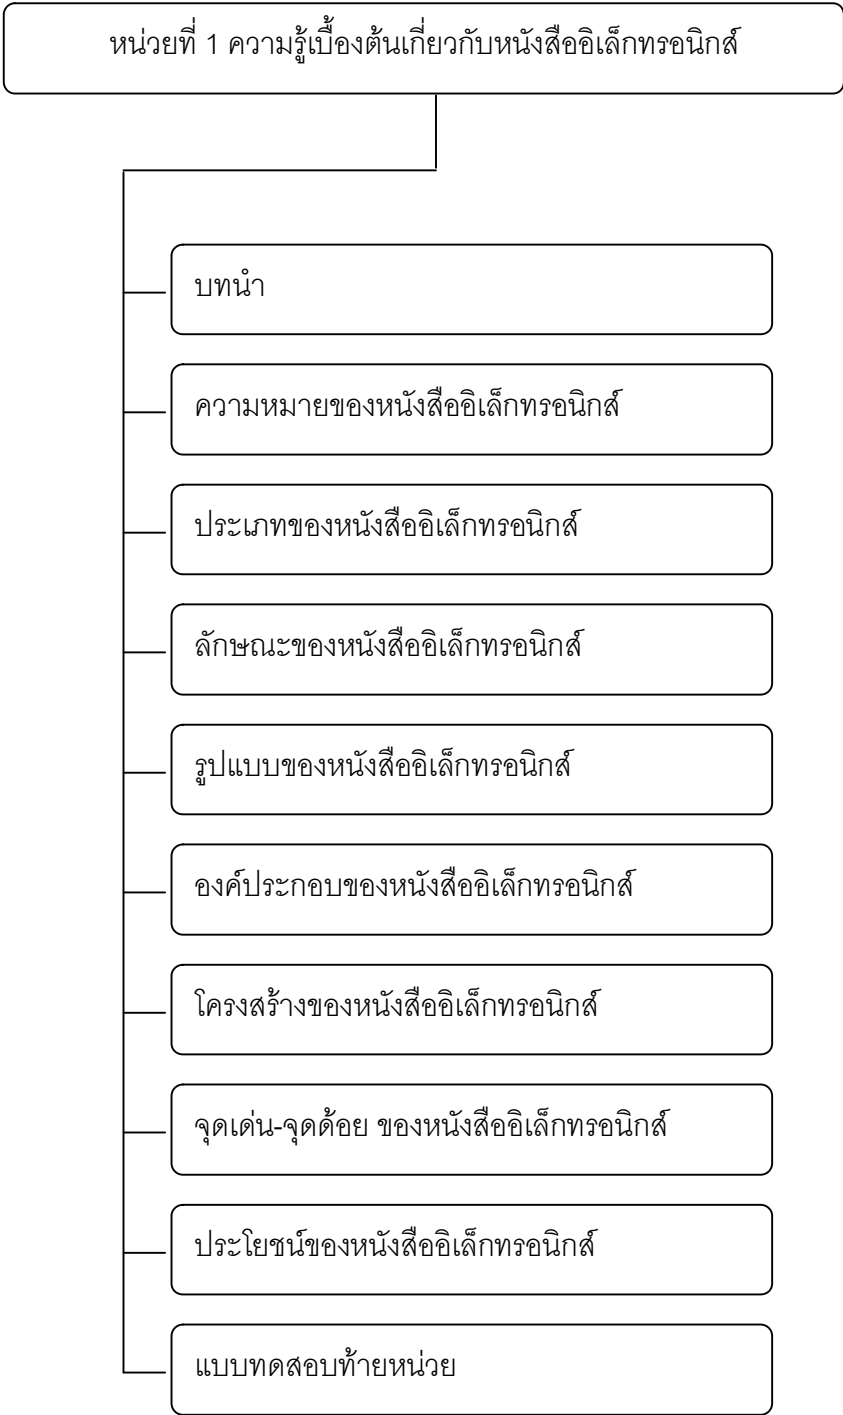 หน่วยที่ 1 ความรู้เบื้องต้นเกี่ยวกับหนังสืออิเล็กทรอนิกส์
บทนำ
ความหมายของหนังสืออิเล็กทรอนิกส์
ประเภทของหนังสืออิเล็กทรอนิกส์
ลักษณะของหนังสืออิเล็กทรอนิกส์
รูปแบบของหนังสืออิเล็กทรอนิกส์
องค์ประกอบของหนังสืออิเล็กทรอนิกส์
โครงสร้างของหนังสืออิเล็กทรอนิกส์
จุดเด่น-จุดด้อย ของหนังสืออิเล็กทรอนิกส์
ประโยชน์ของหนังสืออิเล็กทรอนิกส์
แบบทดสอบท้ายหน่วย